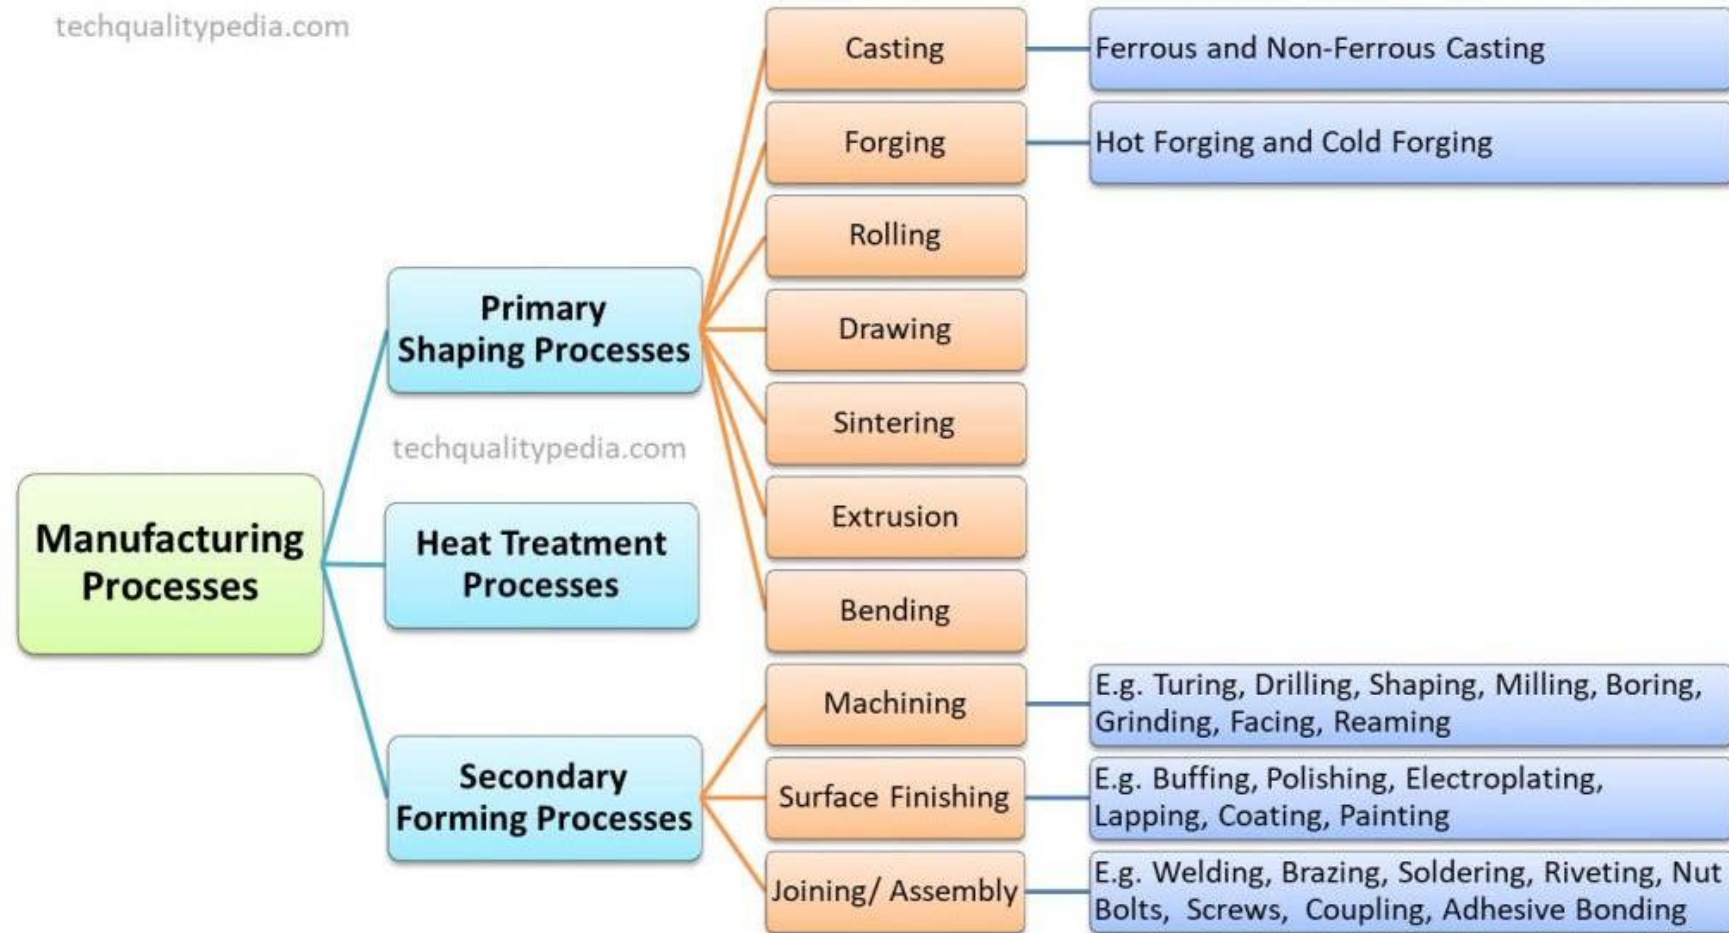 techqualitypedia.com
Casting
Ferrous and Non-Ferrous Casting
Forging
Hot Forging and Cold Forging
Rolling
Primary
Shaping Processes
Drawing
Sintering
techqualitypedia.com
Extrusion
Manufacturing
Processes
Heat Treatment
Processes
Bending
Machining
E.g. Turing, Drilling, Shaping, Milling, Boring,
Grinding, Facing, Reaming
Secondary
Forming Processes
Surface Finishing
E.g. Buffing, Polishing, Electroplating,
Lapping, Coating, Painting
Joining/ Assembly
E.g. Welding, Brazing, Soldering, Riveting, Nut
Bolts, Screws, Coupling, Adhesive Bonding